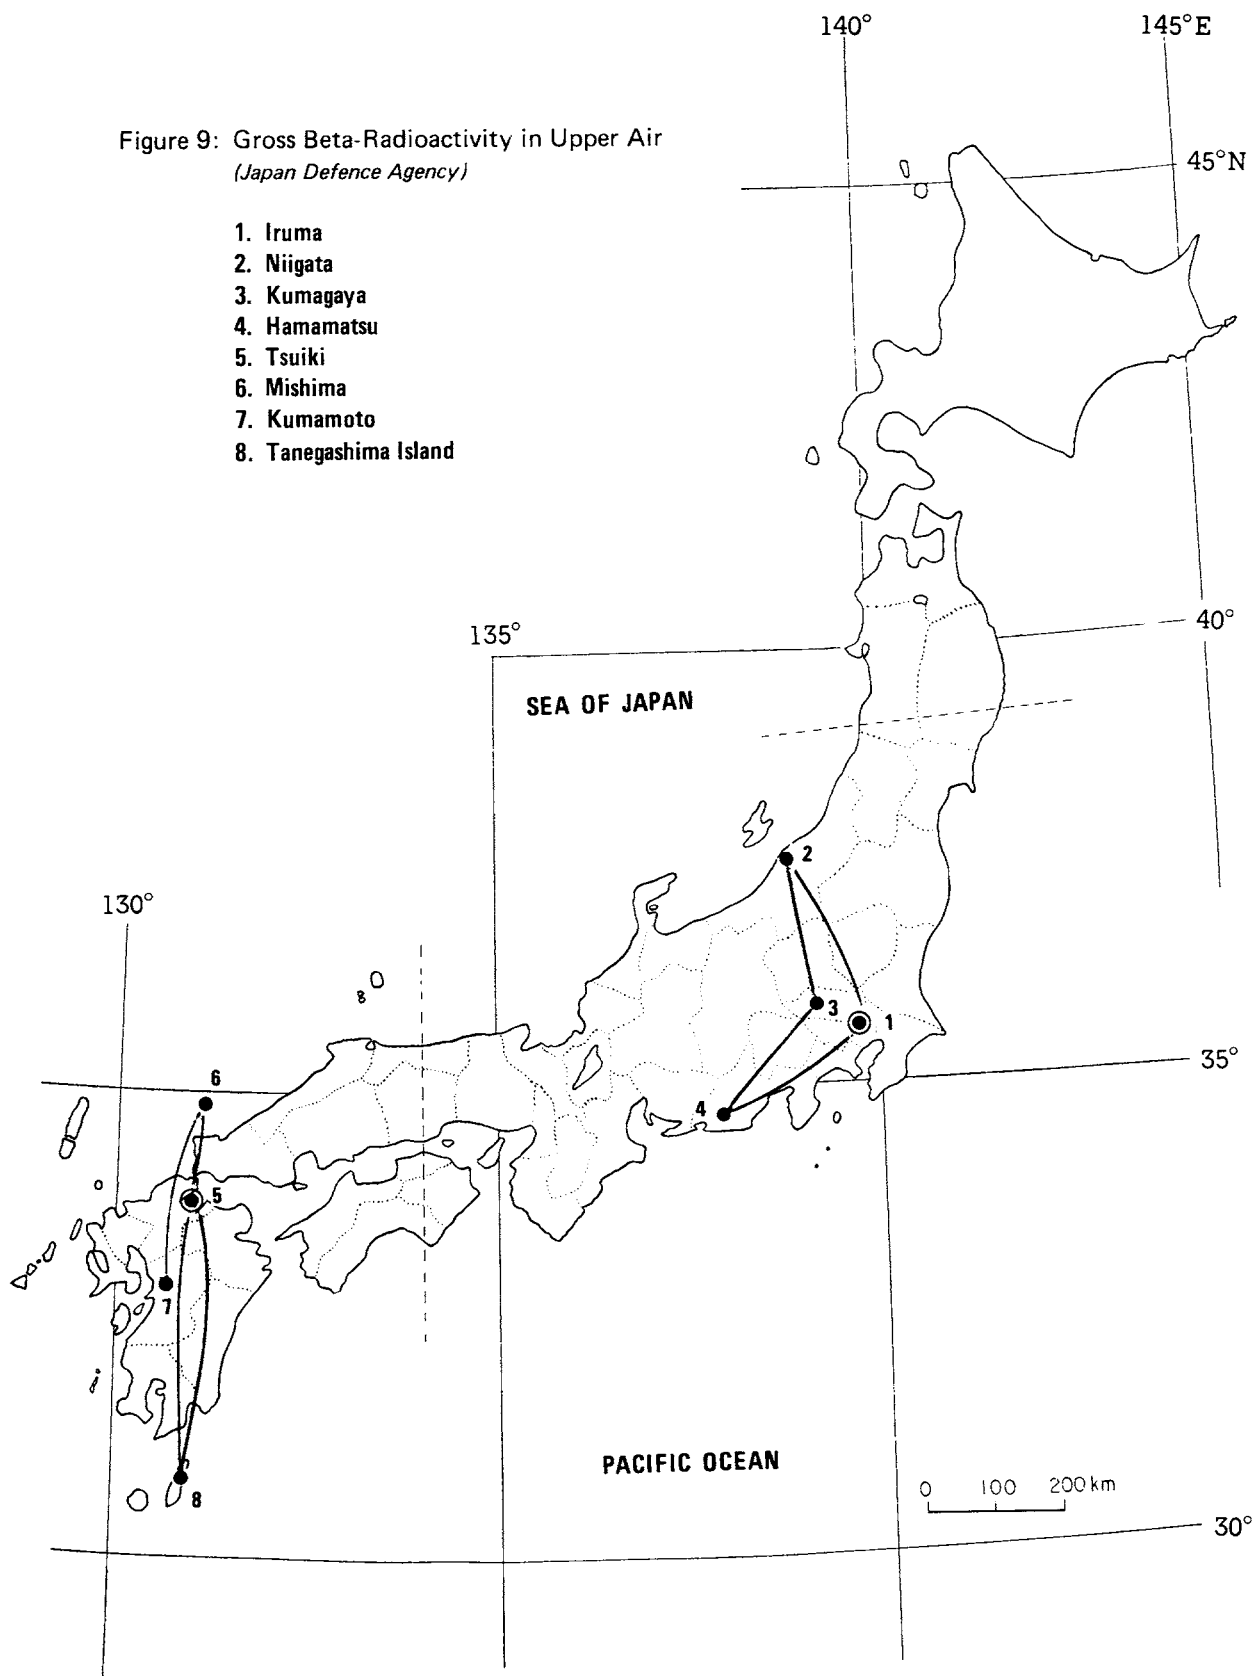 140°
145°E
Figure 9: Gross Beta-Radioactivity in Upper Air
(Japan Defence Agency)
45°N
1. Iruma
2. Niigata
3. Kumagaya
4. Hamamatsu
5. Tsuiki
6. Mishima
7. Kumamoto
8. Tanegashima Island
40°
135°
SEA OF JAPAN
2
130°
3
1
35°
6
4
5
7
PACIFIC OCEAN
0 100 200 km
8
30°